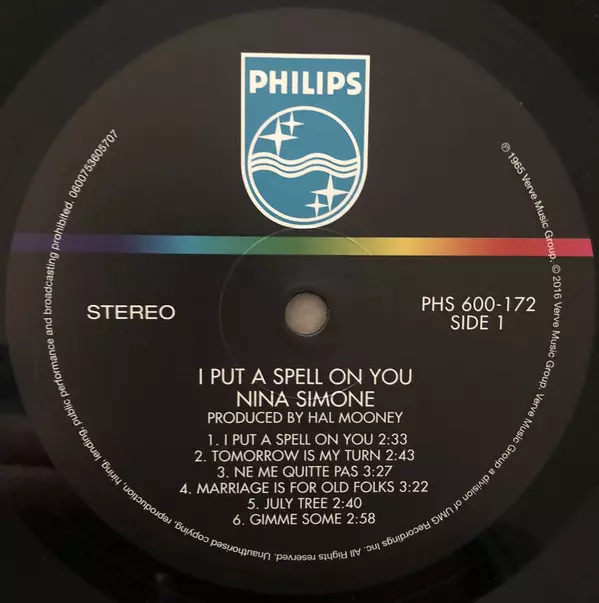 PHILIPS
STEREO
PHS 600-172
SIDE 1
I PUT A SPELL ON YOU
NINA SIMONE
PRODUCED BY HAL MOONEY
1. I PUT A SPELL ON YOU 2:33
2. TOMORROW IS MY TURN 2:43
3. NE ME QUITTE PAS 3:27
4. MARRIAGE IS FOR OLD FOLKS 3:22
5. JULY TREE 2:40
6. GIMME SOME 2:58
℗ 1965 Verve Music Group, © 2016 Verve Music Group. Verve Music Group a division of UMG Recordings Inc. All Rights reserved. Unauthorised copying, reproduction, hiring, lending, public performance and broadcasting prohibited. 0600753605707